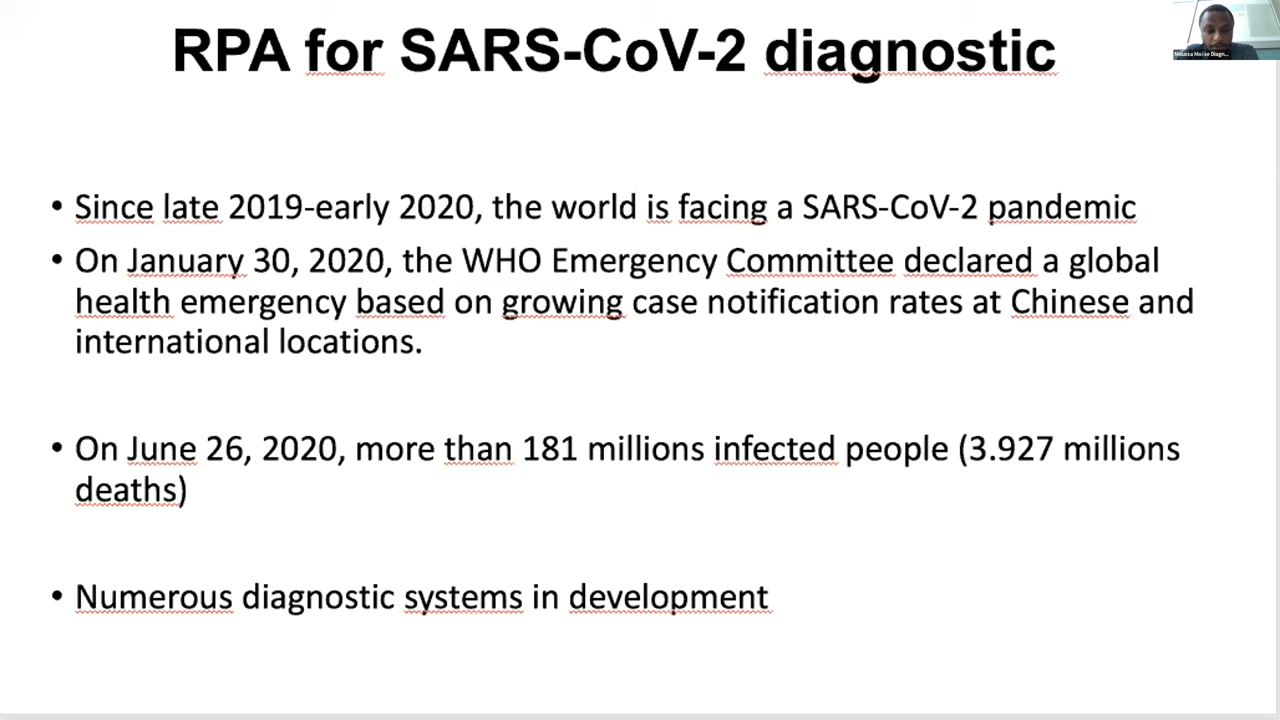 RPA for SARS-CoV-2 diagnostic
• Since late 2019-early 2020, the world is facing a SARS-CoV-2 pandemic
• On January 30, 2020, the WHO Emergency Committee declared a global
health emergency based on growing case notification rates at Chinese and
international locations.
• On June 26, 2020, more than 181 millions infected people (3.927 millions
deaths)
• Numerous diagnostic systems in development